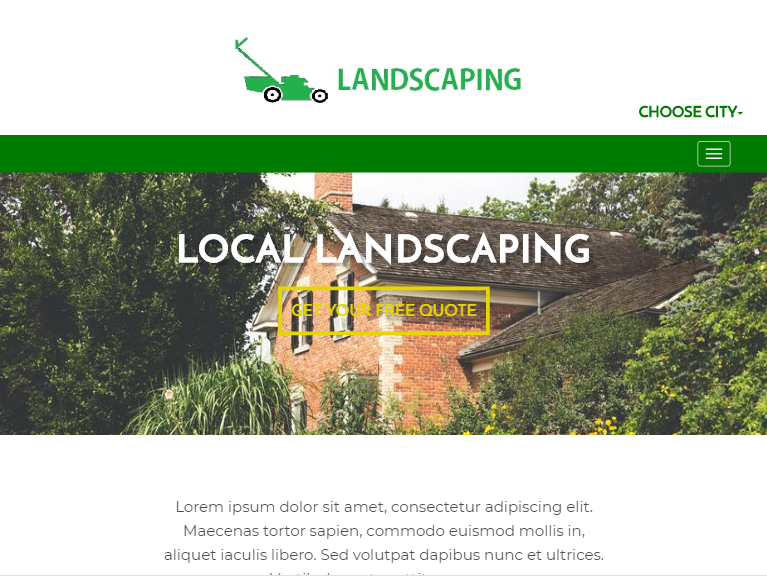 LANDSCAPING
CHOOSE CITY
LOCAL LANDSCAPING
GET YOUR FREE QUOTE
Lorem ipsum dolor sit amet, consectetur adipiscing elit.
Maecenas tortor sapien, commodo euismod mollis in,
aliquet iaculis libero. Sed volutpat dapibus nunc et ultrices.